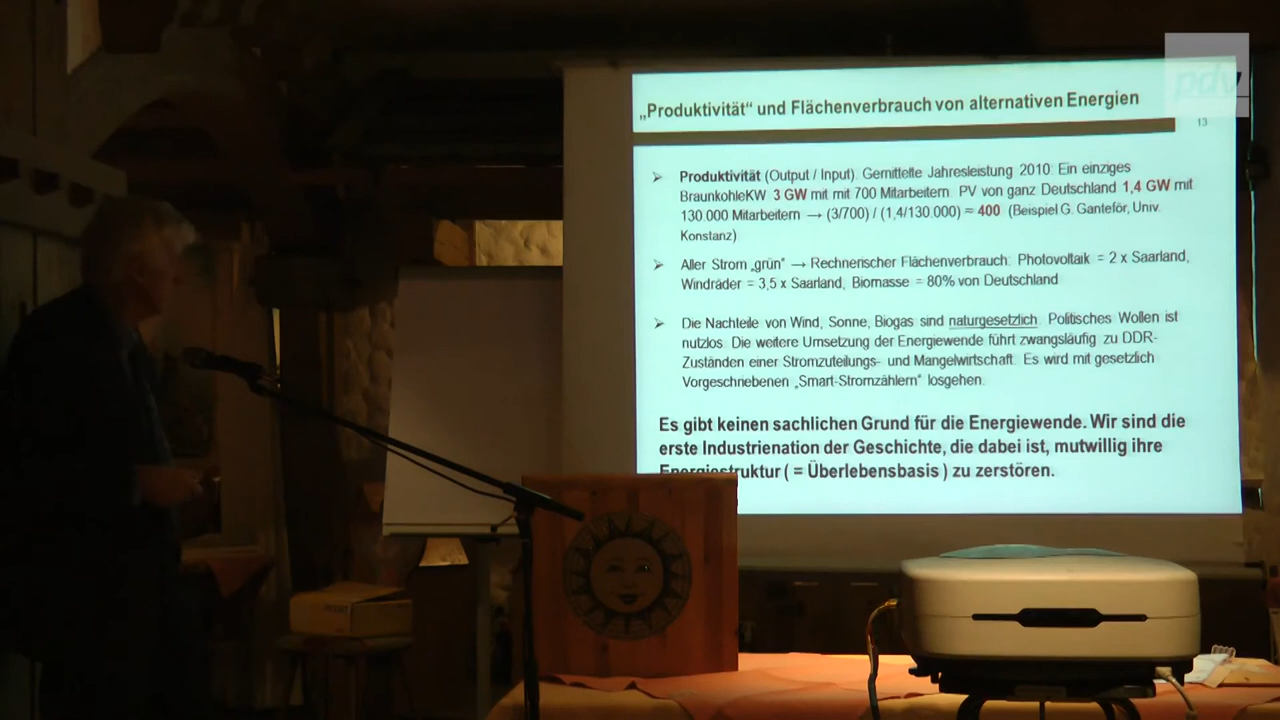 pdv
„Produktivität“ und Flächenverbrauch von alternativen Energien
13
Produktivität (Output / Input). Gemittelte Jahresleistung 2010: Ein einziges
BraunkohleKW 3 GW mit mit 700 Mitarbeitern. PV von ganz Deutschland 1,4 GW mit
130.000 Mitarbeitern → (3/700) / (1,4/130.000) = 400 (Beispiel G. Ganteför, Univ.
Konstanz)
Aller Strom „grün“ → Rechnerischer Flächenverbrauch: Photovoltaik = 2 x Saarland,
Windräder = 3,5 x Saarland, Biomasse = 80% von Deutschland
Die Nachteile von Wind, Sonne, Biogas sind naturgesetzlich. Politisches Wollen ist
nutzlos. Die weitere Umsetzung der Energiewende führt zwangsläufig zu DDR-
Zuständen einer Stromzuteilungs- und Mangelwirtschaft. Es wird mit gesetzlich
Vorgeschriebenen „Smart-Stromzählern“ losgehen.
Es gibt keinen sachlichen Grund für die Energiewende. Wir sind die
erste Industrienation der Geschichte, die dabei ist, mutwillig ihre
Energiestruktur ( = Überlebensbasis ) zu zerstören.